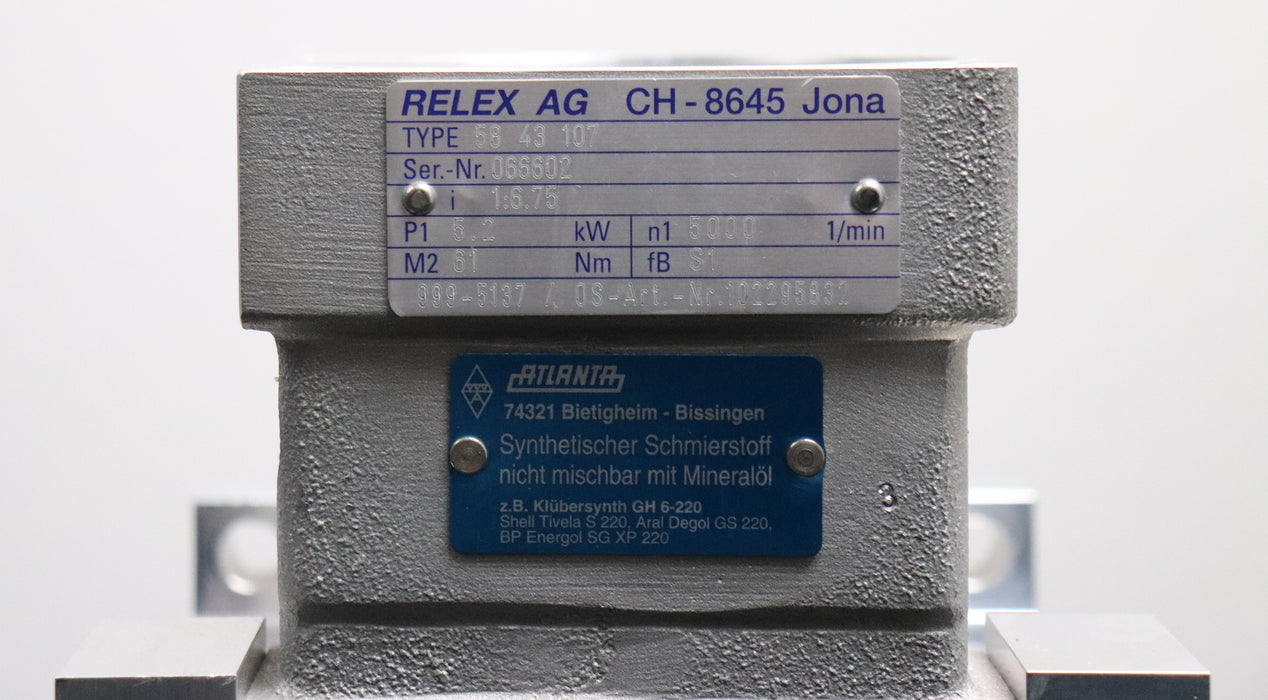 RELEX AG CH-8645 Jona
TYPE 58 43 107
Ser.-Nr. 066602
i 1:6.75
P1 5.2 kW n1 5000 1/min
M2 61 Nm fB S1
999-5137 / OS-Art.-Nr.102295832
ATLANTA
74321 Bietigheim - Bissingen
Synthetischer Schmierstoff
nicht mischbar mit Mineralöl
z.B. Klübersynth GH 6-220
Shell Tivela S 220, Aral Degol GS 220,
BP Energol SG XP 220
3